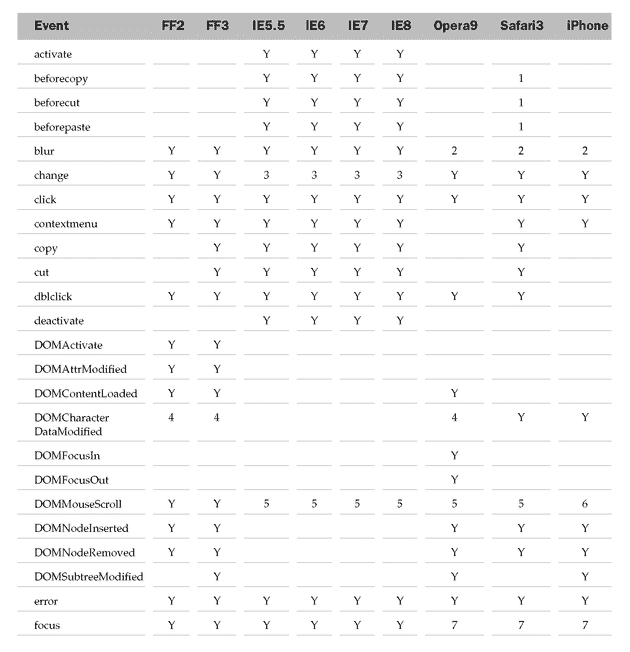 Event FF2 FF3 IE5.5 IE6 IE7 IE8 Opera9 Safari3 iPhone
activate Y Y Y Y
beforecopy Y Y Y Y 1
beforecut Y Y Y Y 1
beforepaste Y Y Y Y 1
blur Y Y Y Y Y Y 2 2 2
change Y Y 3 3 3 3 Y Y Y
click Y Y Y Y Y Y Y Y Y
contextmenu Y Y Y Y Y Y Y Y
copy Y Y Y Y Y Y
cut Y Y Y Y Y Y
dblclick Y Y Y Y Y Y Y Y
deactivate Y Y Y Y
DOMActivate Y Y
DOMAttrModified Y Y
DOMContentLoaded Y Y Y
DOMCharacter 4 4 4 Y Y
DataModified
DOMFocusIn Y
DOMFocusOut Y
DOMMouseScroll Y Y 5 5 5 5 5 5 6
DOMNodeInserted Y Y Y Y Y
DOMNodeRemoved Y Y Y Y Y
DOMSubtreeModified Y Y Y
error Y Y Y Y Y Y Y Y Y
focus Y Y Y Y Y Y 7 7 7